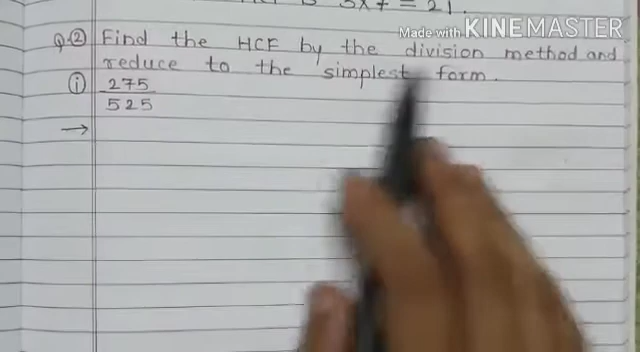 = 21.
Made with KINEMASTER
Q.② Find the HCF by the division method and
reduce to the simplest form.
(i) 275
525
→